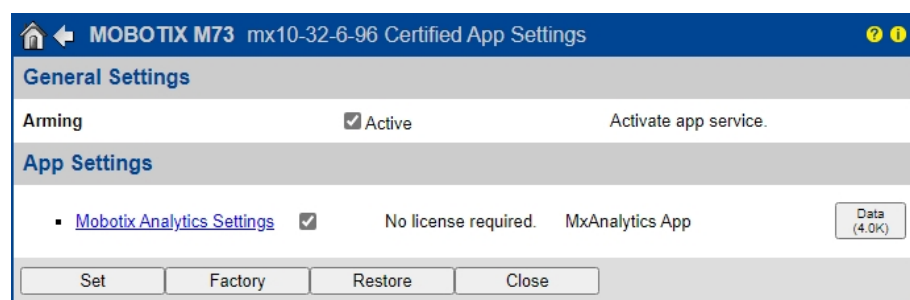 MOBOTIX M73 mx10-32-6-96 Certified App Settings ? i
General Settings
Arming Active Activate app service.
App Settings
Mobotix Analytics Settings No license required. MxAnalytics App Data (4.0K)
Set Factory Restore Close